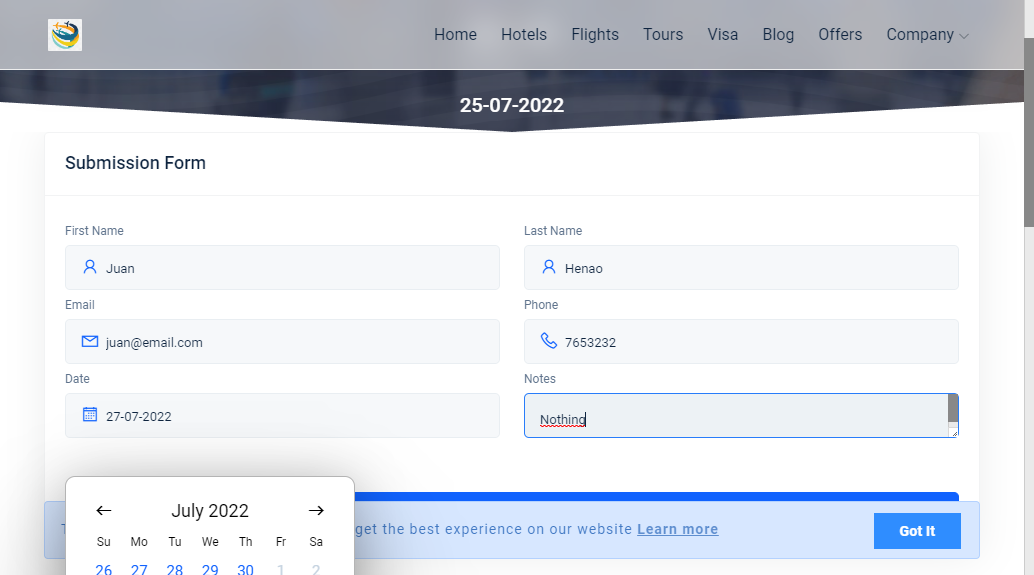 Home Hotels Flights Tours Visa Blog Offers Company
25-07-2022
Submission Form
First Name Last Name
Juan Henao
Email Phone
juan@email.com 7653232
Date Notes
27-07-2022 Nothing
July 2022
get the best experience on our website Learn more Got It
Su Mo Tu We Th Fr Sa
26 27 28 29 30 1 2